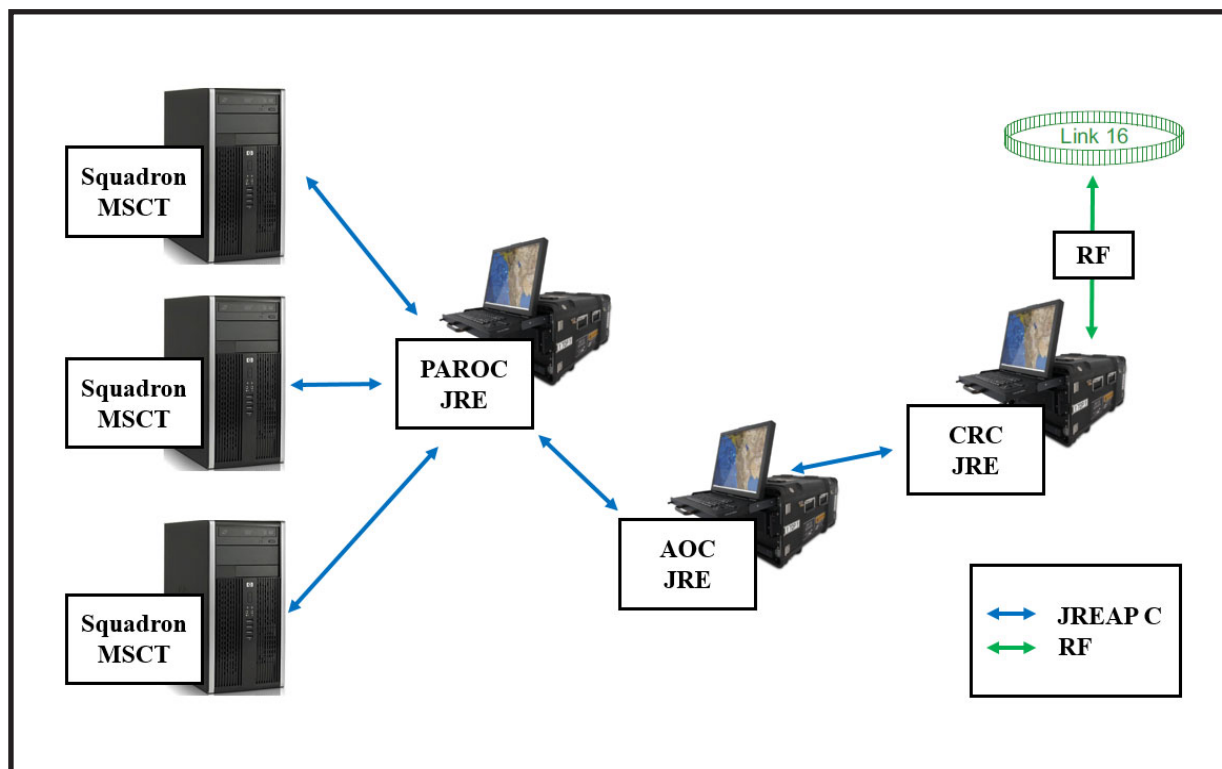 Squadron
MSCT
Link 16
RF
Squadron
MSCT
PAROC
JRE
CRC
JRE
AOC
JRE
Squadron
MSCT
JREAP C
RF